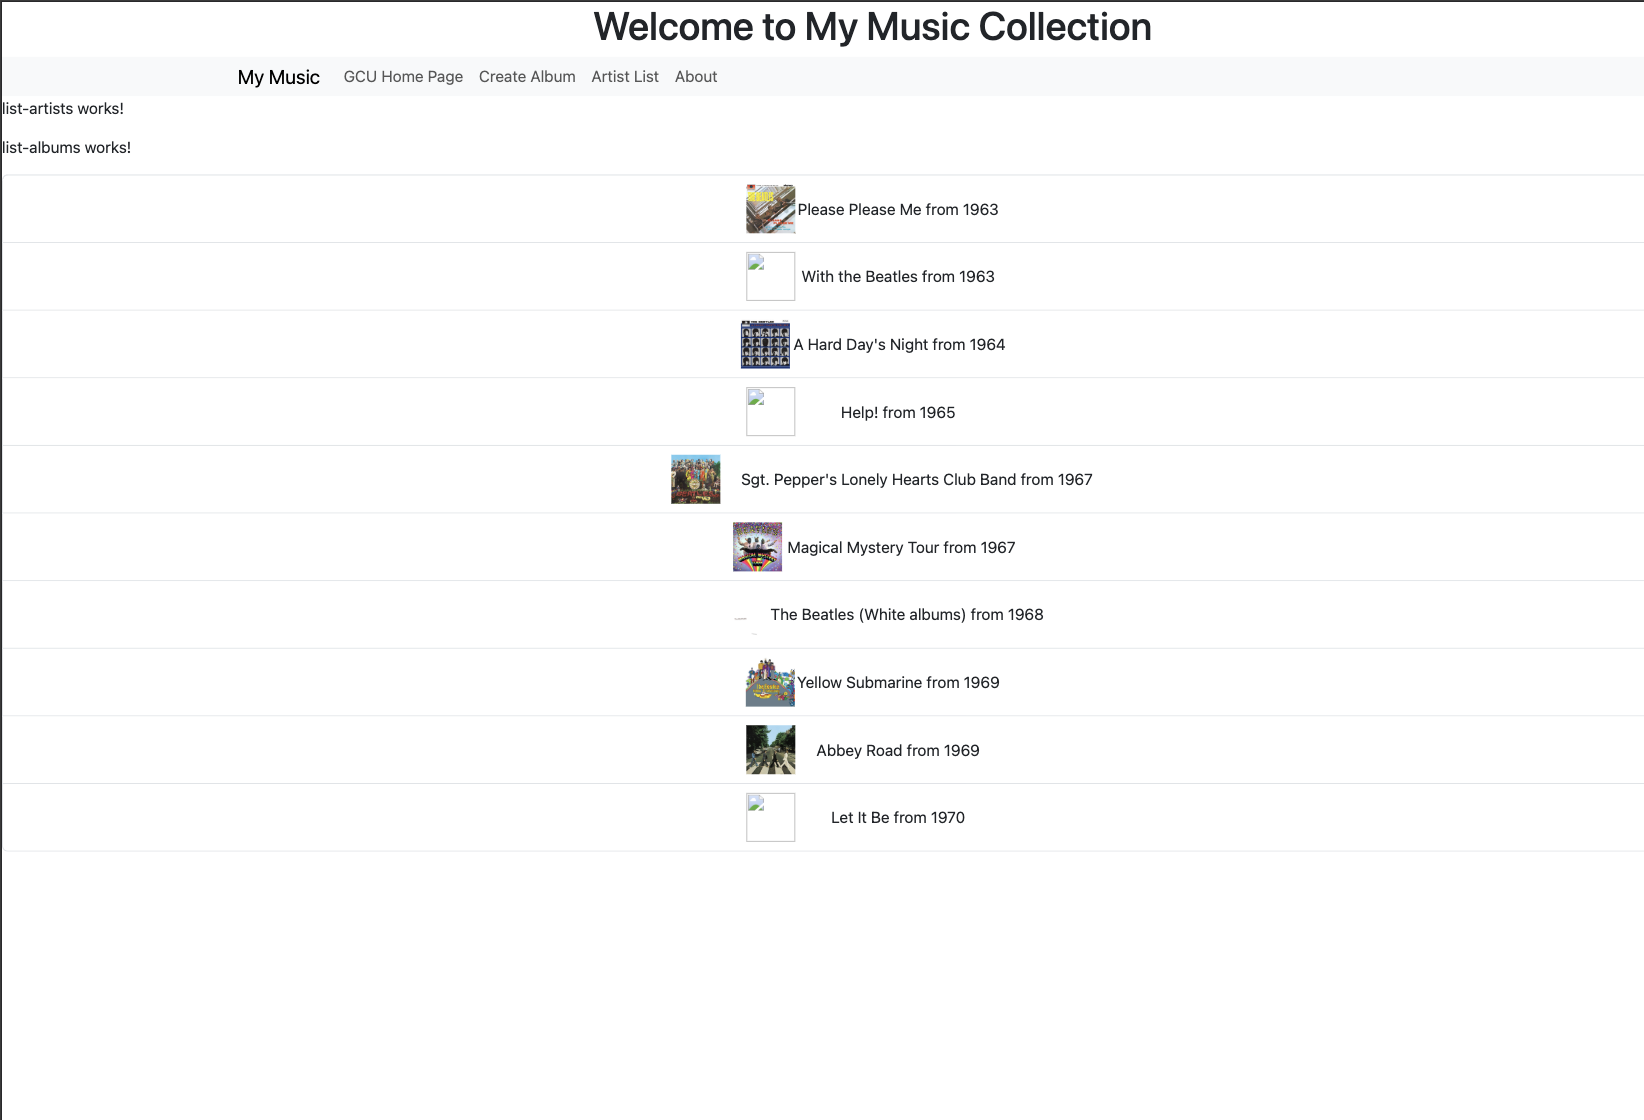 Welcome to My Music Collection
My Music GCU Home Page Create Album Artist List About
list-artists works!
list-albums works!
Please Please Me from 1963
With the Beatles from 1963
A Hard Day's Night from 1964
Help! from 1965
Sgt. Pepper's Lonely Hearts Club Band from 1967
Magical Mystery Tour from 1967
The Beatles (White albums) from 1968
Yellow Submarine from 1969
Abbey Road from 1969
Let It Be from 1970